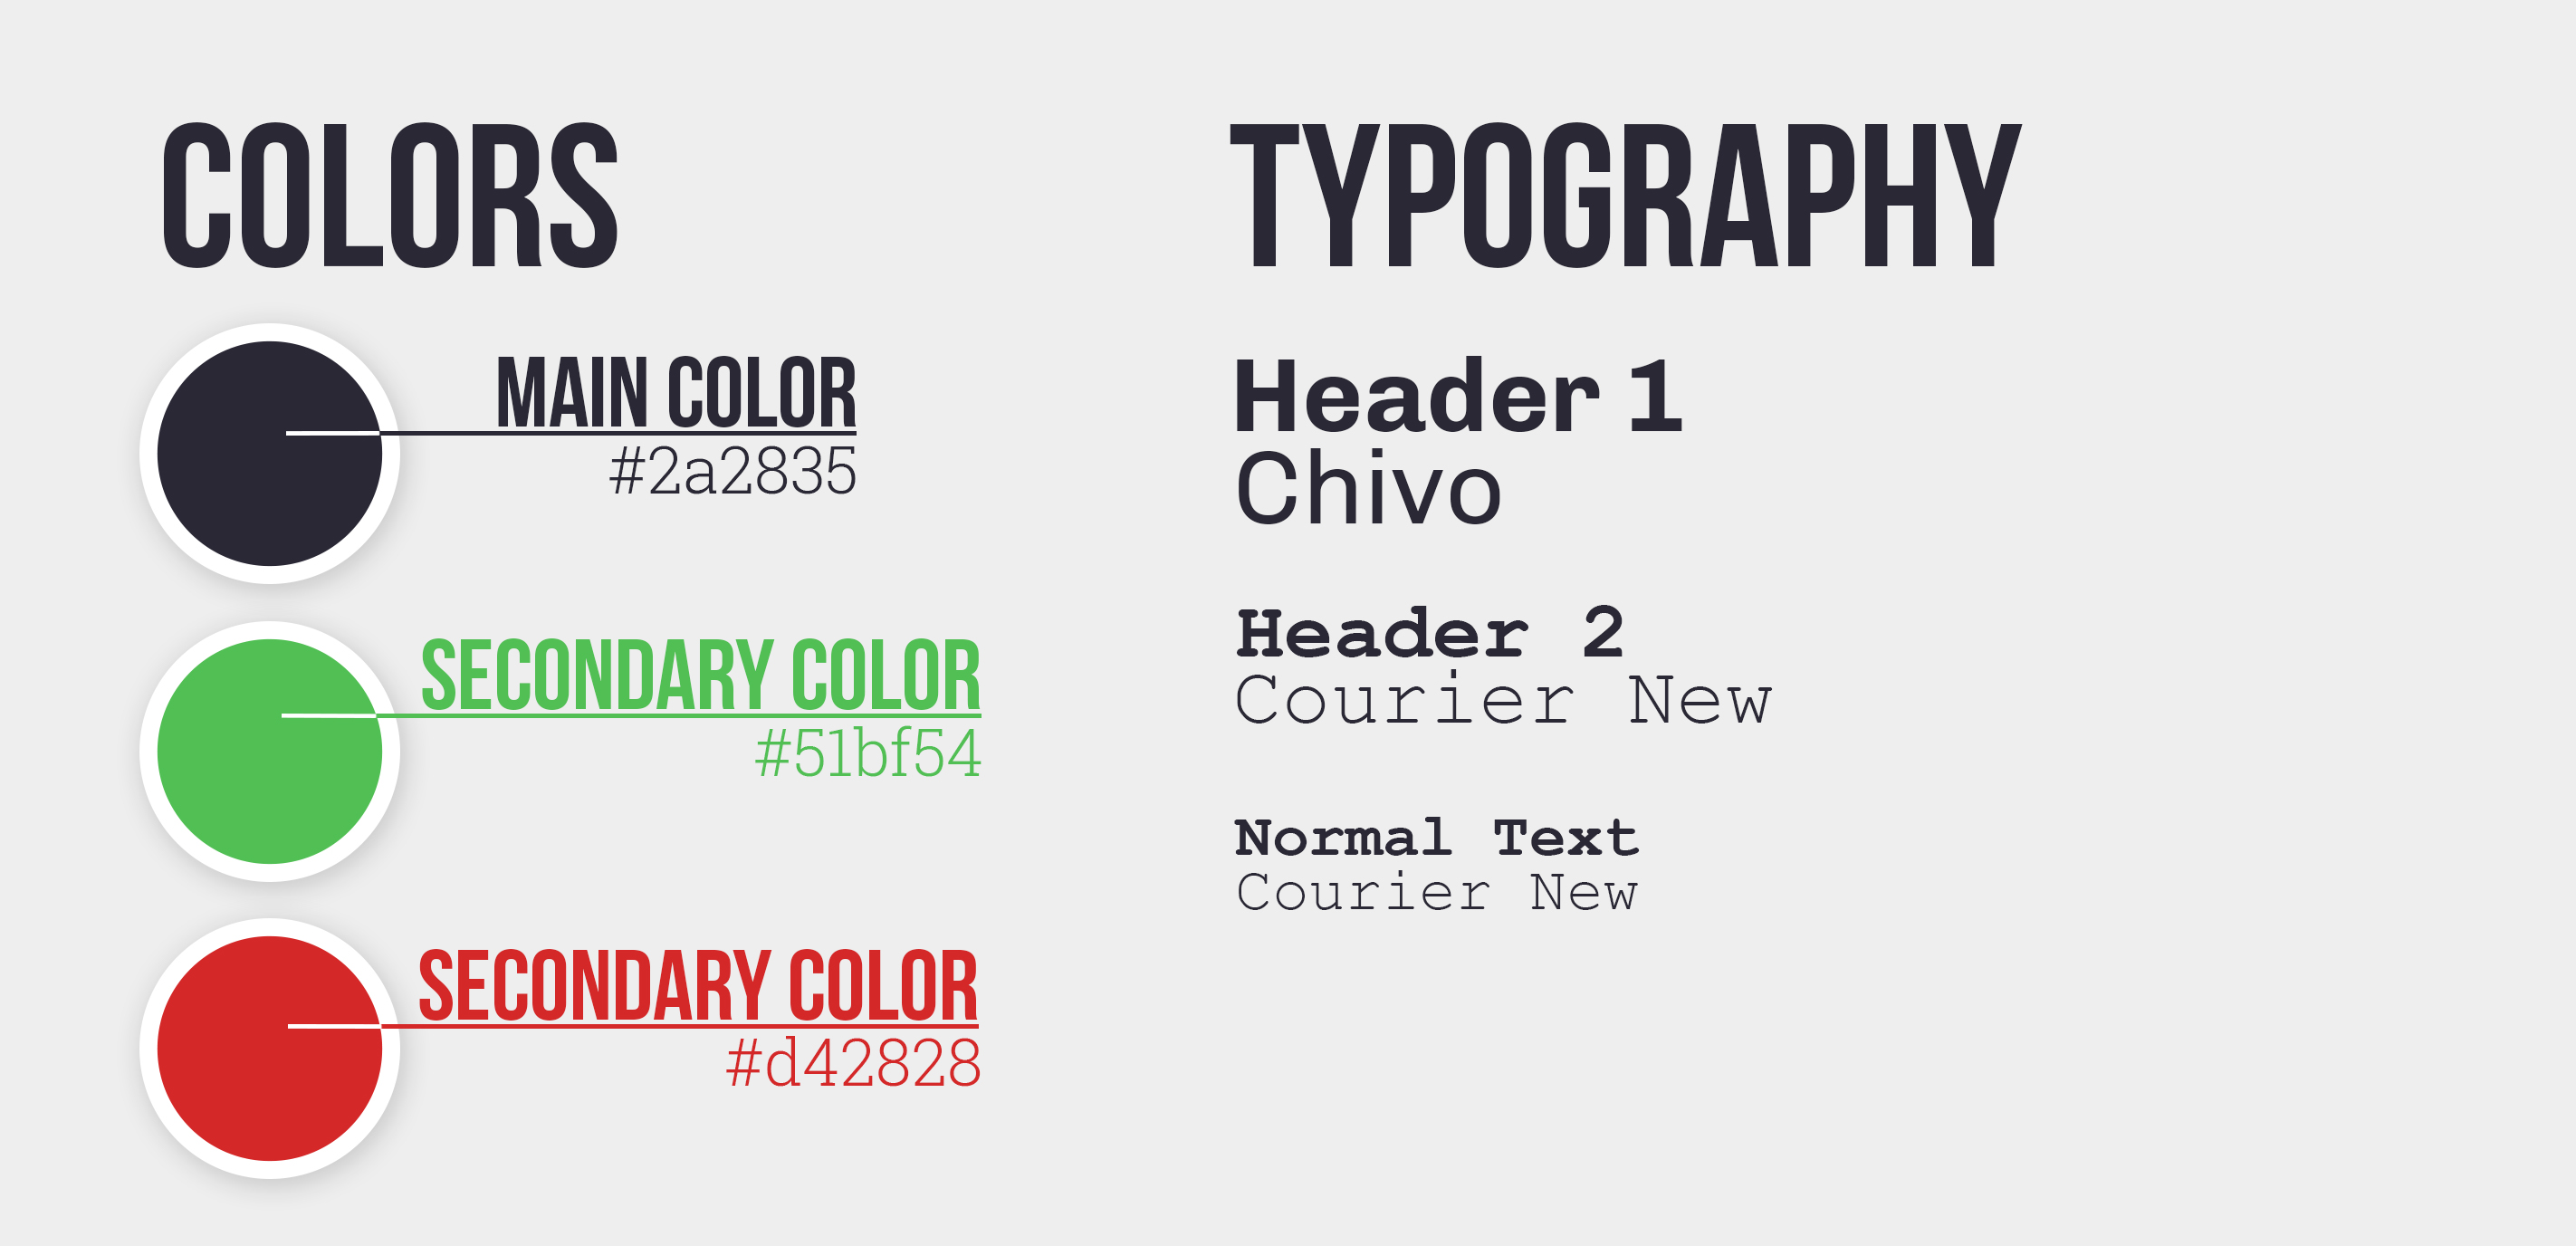 COLORS
MAIN COLOR
#2a2835
SECONDARY COLOR
#51bf54
SECONDARY COLOR
#d42828
TYPOGRAPHY
Header 1
Chivo
Header 2
Courier New
Normal Text
Courier New